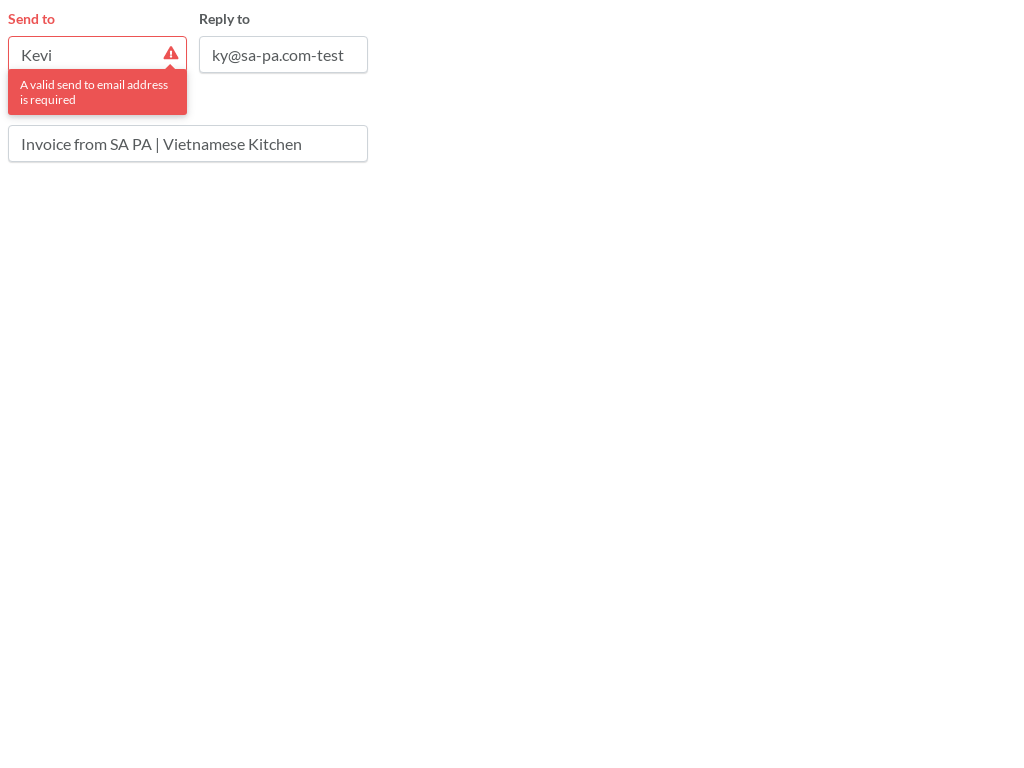 Send to
Reply to
Kevi
ky@sa-pa.com-test
A valid send to email address
is required
Invoice from SA PA | Vietnamese Kitchen